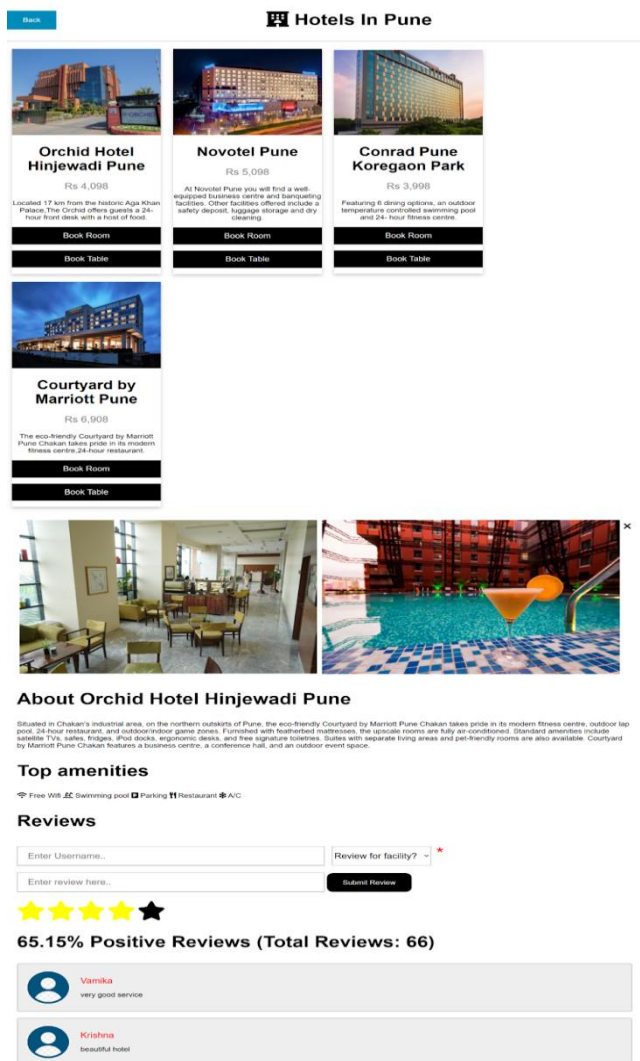 Back
Hotels In Pune
Orchid Hotel
Hinjewadi Pune
Rs 4,098
Located 17 km from the historic Aga Khan
Palace,The Orchid offers guests a 24-
hour front desk with a host of food.
Book Room
Book Table
Novotel Pune
Rs 5,098
At Novotel Pune you will find a well-
equipped business centre and banqueting
facilities. Other facilities offered include a
safety deposit, luggage storage and dry
cleaning.
Book Room
Book Table
Conrad Pune
Koregaon Park
Rs 3,998
Featuring 6 dining options, an outdoor
temperature controlled swimming pool
and 24- hour fitness centre.
Book Room
Book Table
Courtyard by
Marriott Pune
Rs 6,908
The eco-friendly Courtyard by Marriott
Pune Chakan takes pride in its modern
fitness centre,24-hour restaurant.
Book Room
Book Table
×
About Orchid Hotel Hinjewadi Pune
Situated in Chakan's industrial area, on the northern outskirts of Pune, the eco-friendly Courtyard by Marriott Pune Chakan takes pride in its modern fitness centre, outdoor lap
pool, 24-hour restaurant, and outdoor/indoor game zones. Furnished with featherbed mattresses, the upscale rooms are fully air-conditioned. Standard amenities include
satellite TVs, safes, fridges, iPod docks, ergonomic desks, and free signature toiletries. Suites with separate living areas and pet-friendly rooms are also available. Courtyard
by Marriott Pune Chakan features a business centre, a conference hall, and an outdoor event space.
Top amenities
Free Wifi Swimming pool P Parking Restaurant A/C
Reviews
Enter Username.. Review for facility? *
Enter review here.. Submit Review
65.15% Positive Reviews (Total Reviews: 66)
Vamika
very good service
Krishna
beautiful hotel